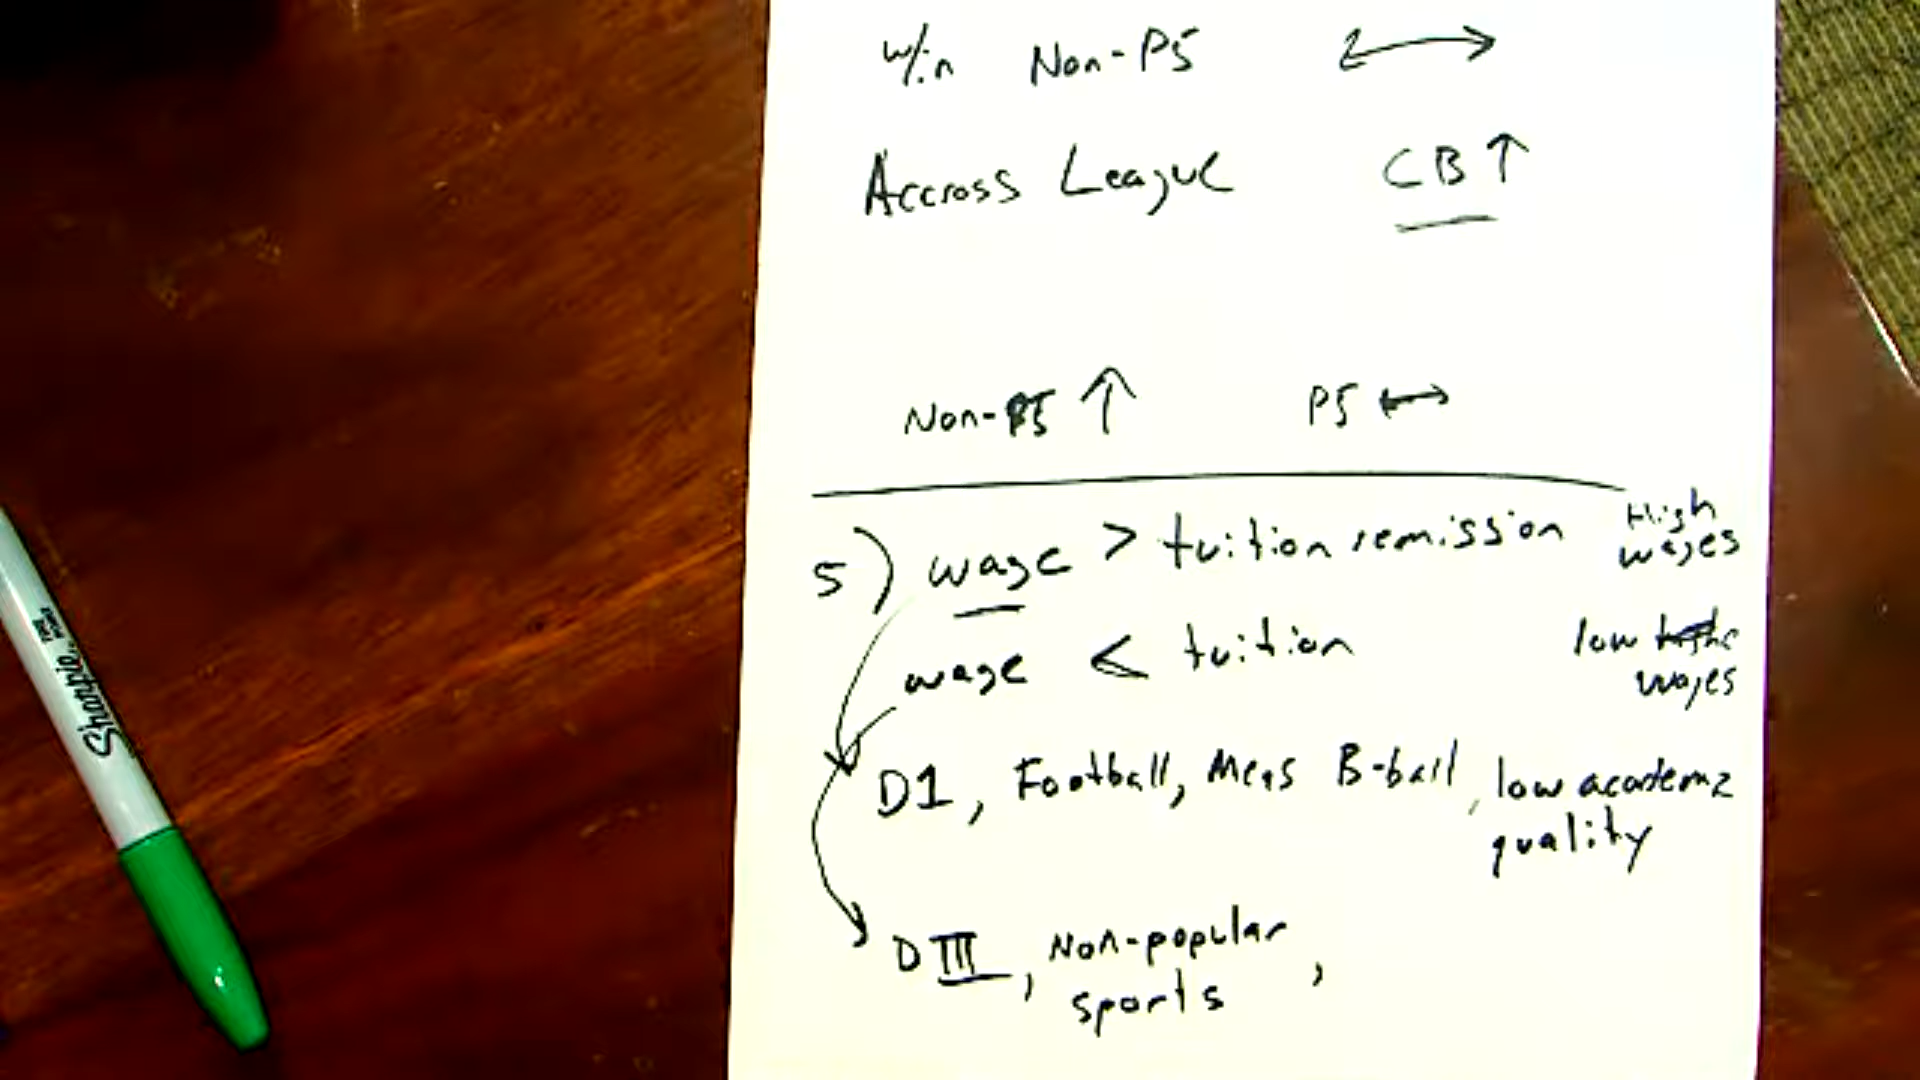 w/in Non-P5 ↔
Accross League CB↑
Non-P5 ↑ P5 ↔
5) wage > tuition remission High wages
wage < tuition low wages
D1, Football, Mens B-ball, low academic quality
DIII, Non-popular sports,
Sharpie